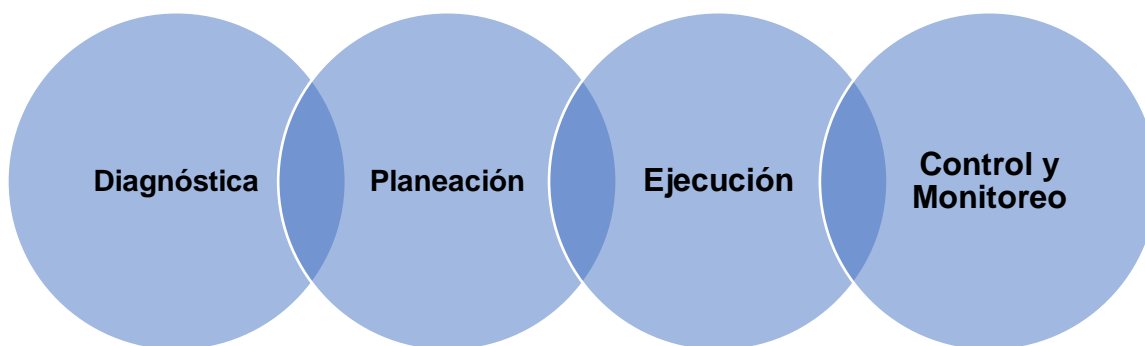 Diagnóstica
Planeación
Ejecución
Control y
Monitoreo